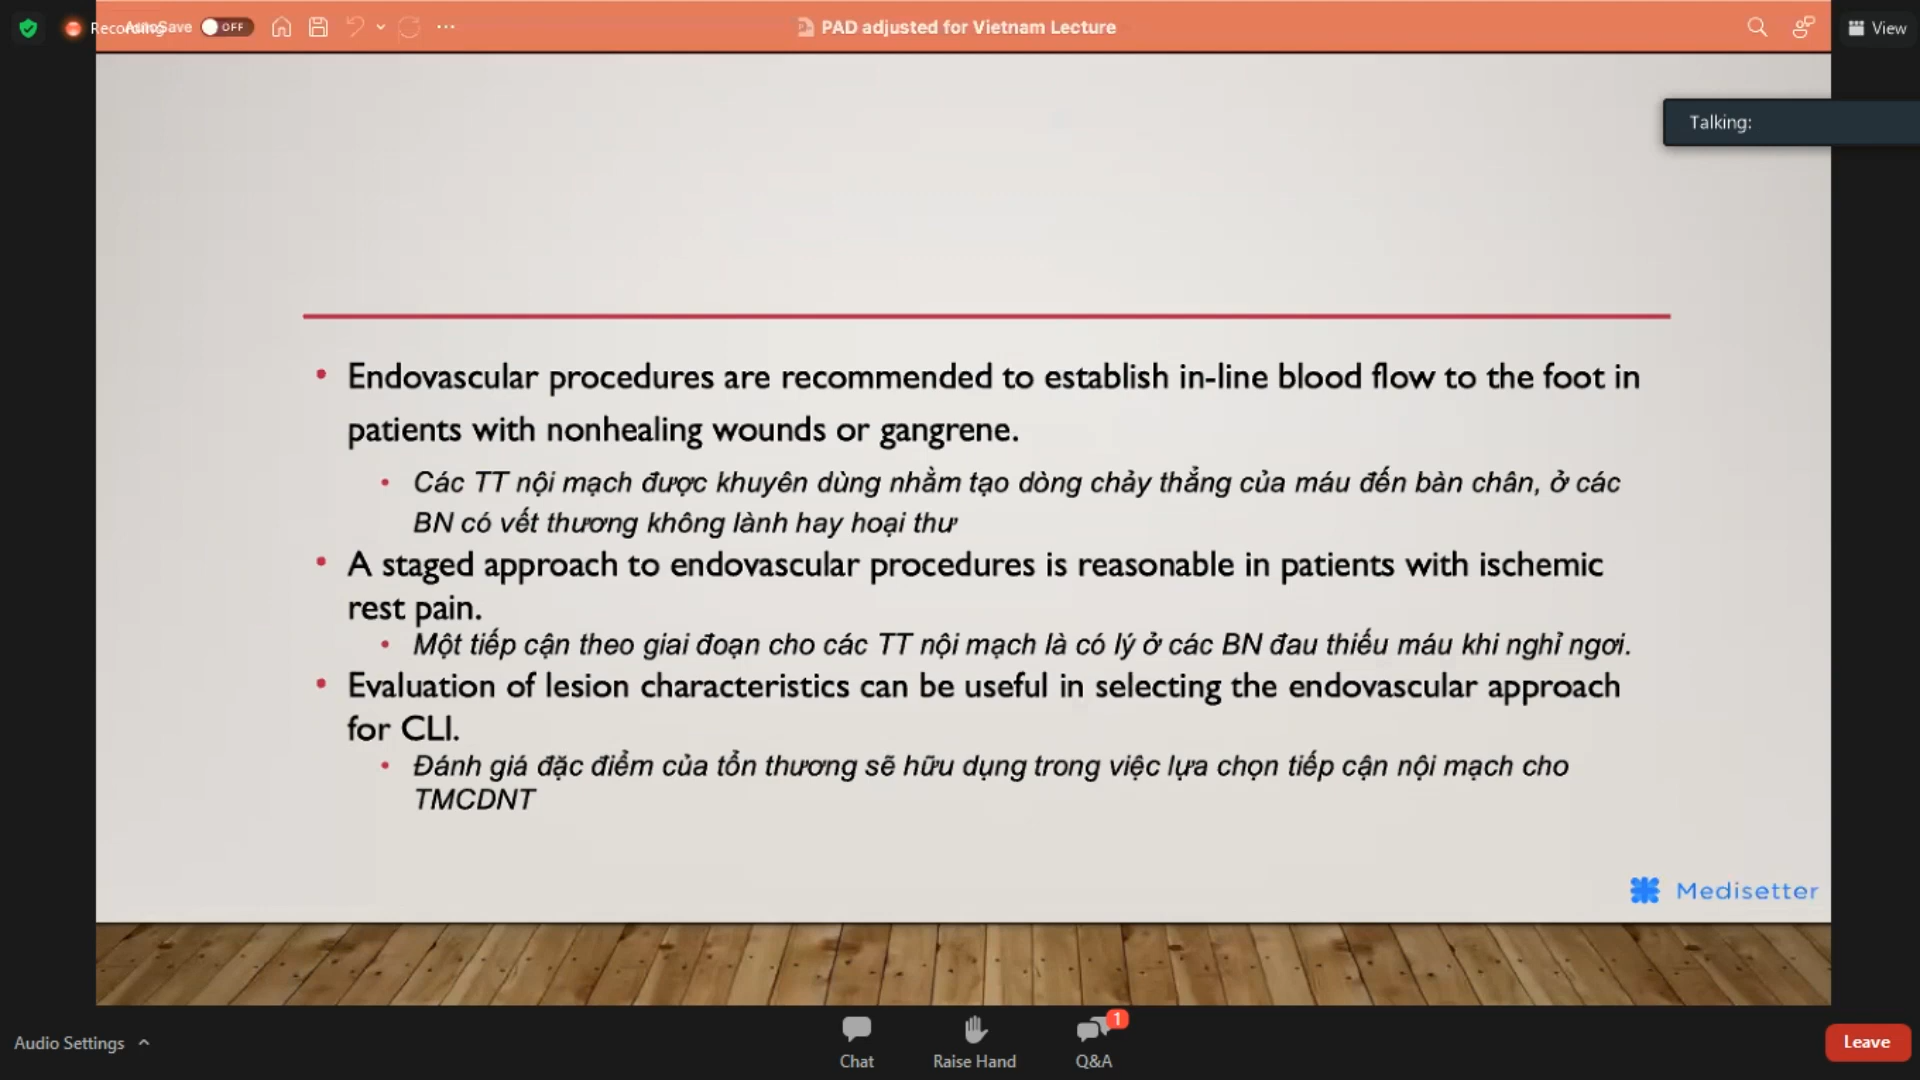 Recording
AutoSave
OFF
PAD adjusted for Vietnam Lecture
View
Talking:
• Endovascular procedures are recommended to establish in-line blood flow to the foot in
patients with nonhealing wounds or gangrene.
• Các TT nội mạch được khuyên dùng nhằm tạo dòng chảy thẳng của máu đến bàn chân, ở các
BN có vết thương không lành hay hoại thư
• A staged approach to endovascular procedures is reasonable in patients with ischemic
rest pain.
• Một tiếp cận theo giai đoạn cho các TT nội mạch là có lý ở các BN đau thiếu máu khi nghỉ ngơi.
• Evaluation of lesion characteristics can be useful in selecting the endovascular approach
for CLI.
• Đánh giá đặc điểm của tổn thương sẽ hữu dụng trong việc lựa chọn tiếp cận nội mạch cho
TMCDNT
Medisetter
Audio Settings
Chat
Raise Hand
1
Q&A
Leave